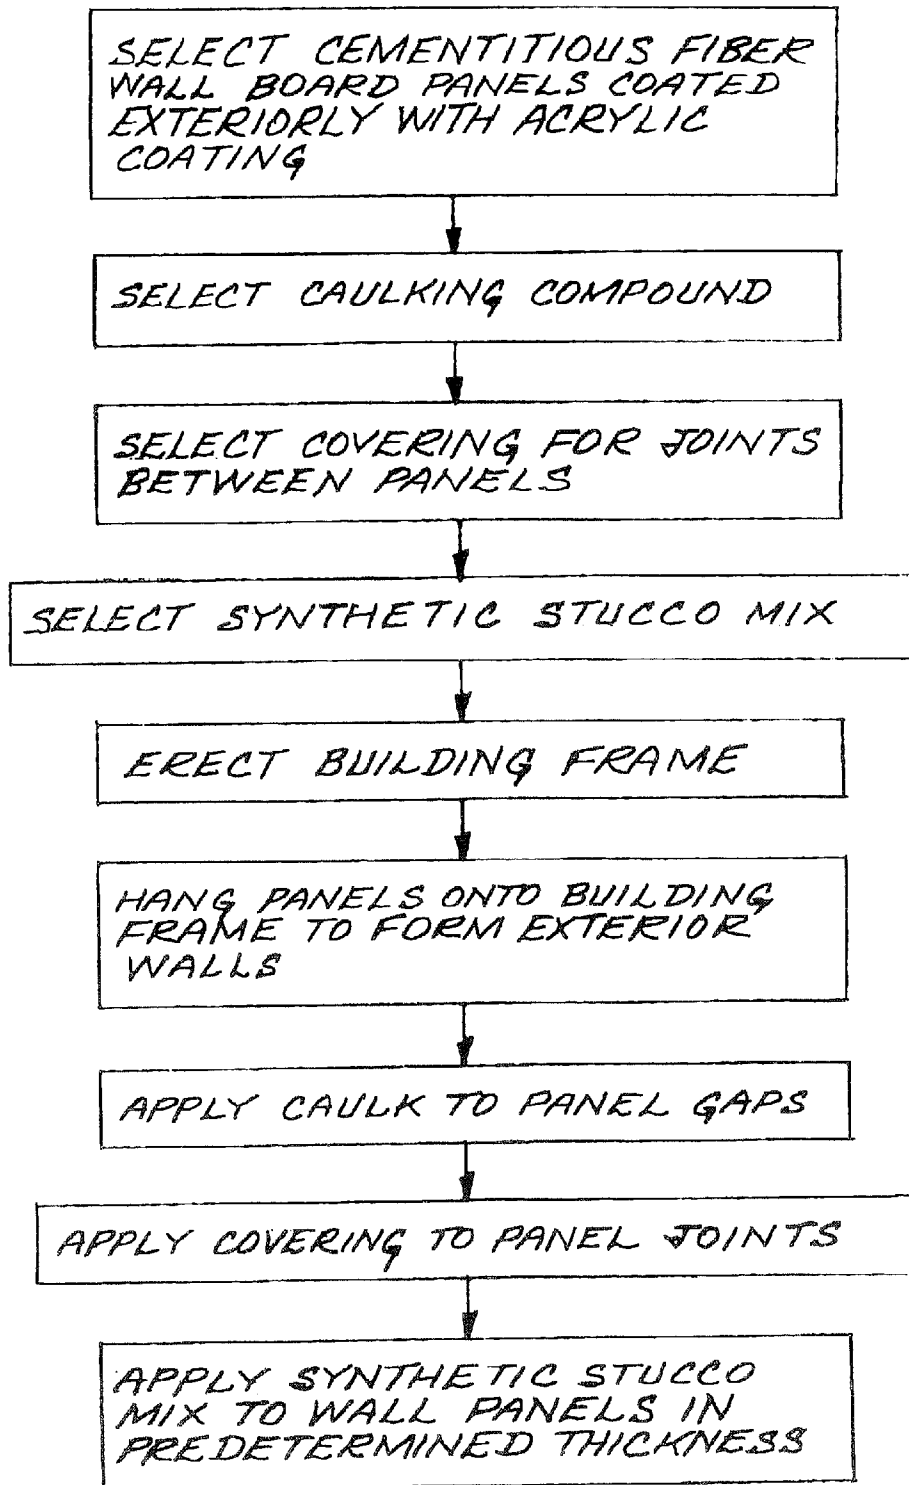 SELECT CEMENTITIOUS FIBER
WALL BOARD PANELS COATED
EXTERIORLY WITH ACRYLIC
COATING
SELECT CAULKING COMPOUND
SELECT COVERING FOR JOINTS
BETWEEN PANELS
SELECT SYNTHETIC STUCCO MIX
ERECT BUILDING FRAME
HANG PANELS ONTO BUILDING
FRAME TO FORM EXTERIOR
WALLS
APPLY CAULK TO PANEL GAPS
APPLY COVERING TO PANEL JOINTS
APPLY SYNTHETIC STUCCO
MIX TO WALL PANELS IN
PREDETERMINED THICKNESS